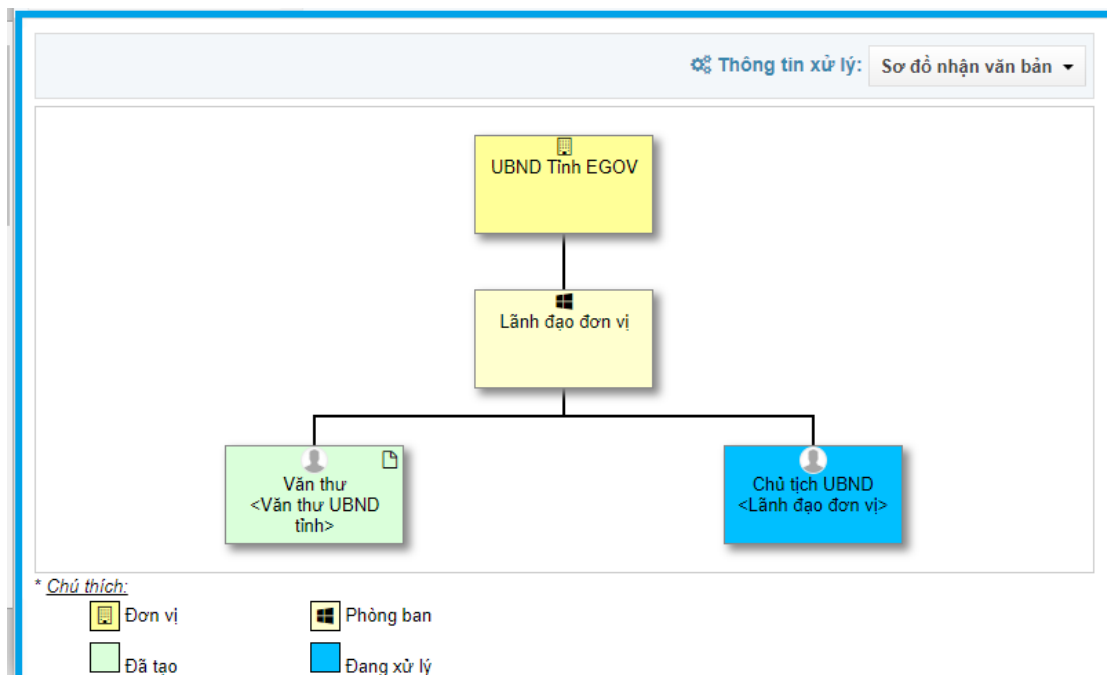 Thông tin xử lý: Sơ đồ nhận văn bản
UBND Tỉnh EGOV
Lãnh đạo đơn vị
Văn thư
<Văn thư UBND
tỉnh>
Chủ tịch UBND
<Lãnh đạo đơn vị>
* Chú thích:
Đơn vị
Phòng ban
Đã tạo
Đang xử lý